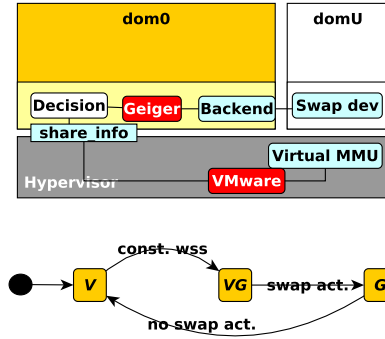 dom0
domU
Decision
Geiger
Backend
Swap dev
share_info
Virtual MMU
Hypervisor
VMware
const. wss
V
VG
swap act.
G
no swap act.